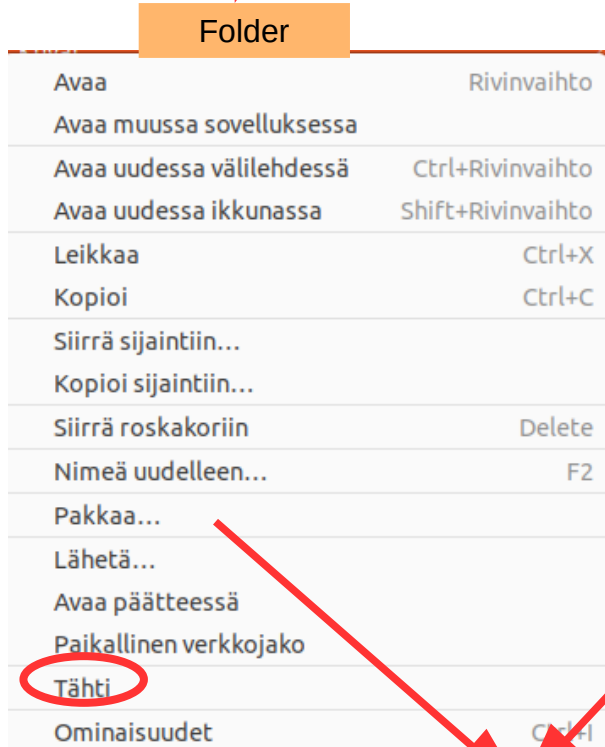 Folder
Avaa Rivinvaihto
Avaa muussa sovelluksessa
Avaa uudessa välilehdessä Ctrl+Rivinvaihto
Avaa uudessa ikkunassa Shift+Rivinvaihto
Leikkaa Ctrl+X
Kopioi Ctrl+C
Siirrä sijaintiin…
Kopioi sijaintiin…
Siirrä roskakoriin Delete
Nimeä uudelleen… F2
Pakkaa…
Lähetä…
Avaa päätteessä
Paikallinen verkkojako
Tähti
Ominaisuudet Ctrl+I